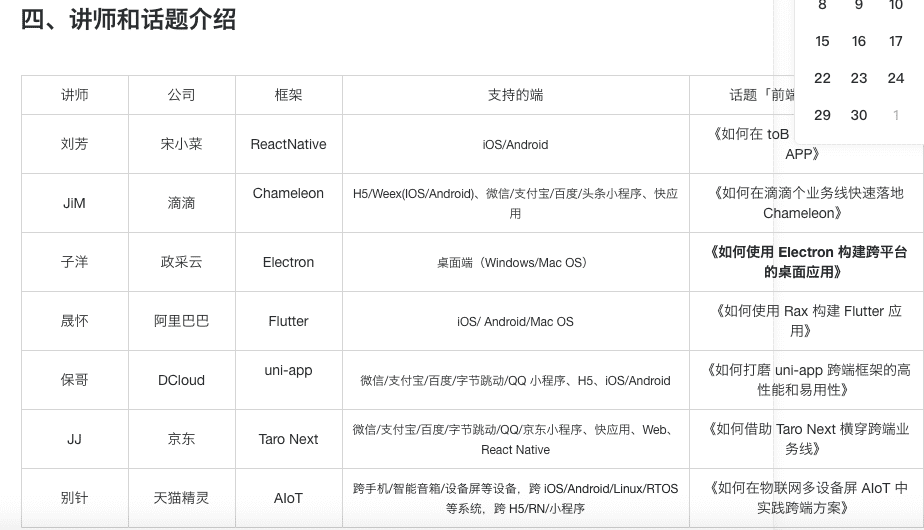 四、讲师和话题介绍
8 9 10
15 16 17
22 23 24
29 30 1
讲师 公司 框架 支持的端 话题「前端
刘芳 宋小菜 ReactNative iOS/Android 《如何在 toB
APP》
JiM 滴滴 Chameleon H5/Weex(IOS/Android)、微信/支付宝/百度/头条小程序、快应
用
《如何在滴滴个业务线快速落地
Chameleon》
子洋 政采云 Electron 桌面端（Windows/Mac OS）
《如何使用 Electron 构建跨平台
的桌面应用》
晟怀 阿里巴巴 Flutter iOS/ Android/Mac OS
《如何使用 Rax 构建 Flutter 应
用》
保哥 DCloud uni-app 微信/支付宝/百度/字节跳动/QQ 小程序、H5、iOS/Android
《如何打磨 uni-app 跨端框架的高
性能和易用性》
JJ 京东 Taro Next 微信/支付宝/百度/字节跳动/QQ/京东小程序、快应用、Web、
React Native
《如何借助 Taro Next 横穿跨端业
务线》
别针 天猫精灵 AIoT 跨手机/智能音箱/设备屏等设备，跨 iOS/Android/Linux/RTOS
等系统，跨 H5/RN/小程序
《如何在物联网多设备屏 AIoT 中
实践跨端方案》